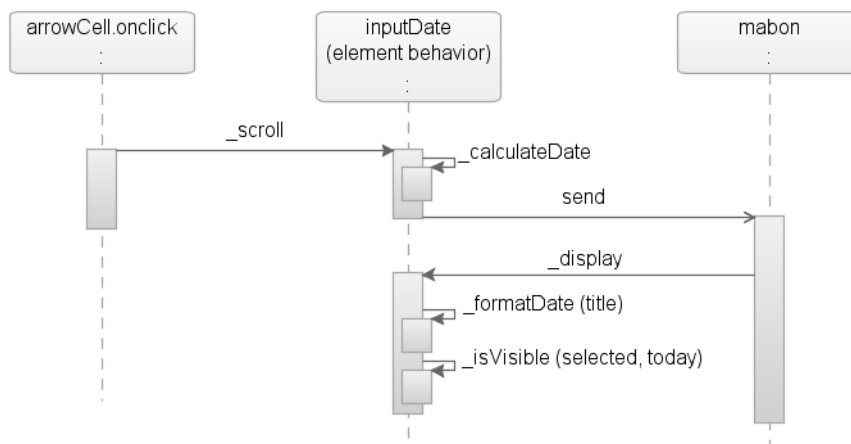 arrowCell.onclick
:
inputDate
(element behavior)
:
mabon
:
_scroll
_calculateDate
send
_display
_formatDate (title)
_isVisible (selected, today)